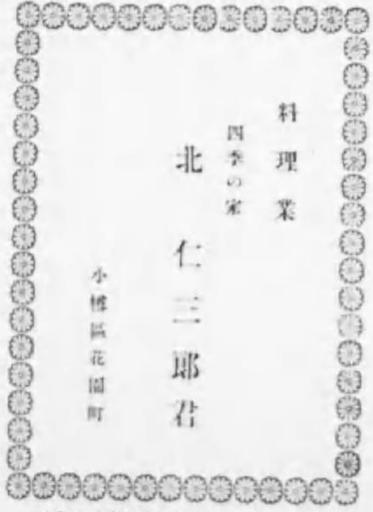 料理業
四季の家
北仁三郎君
小樽區花園町